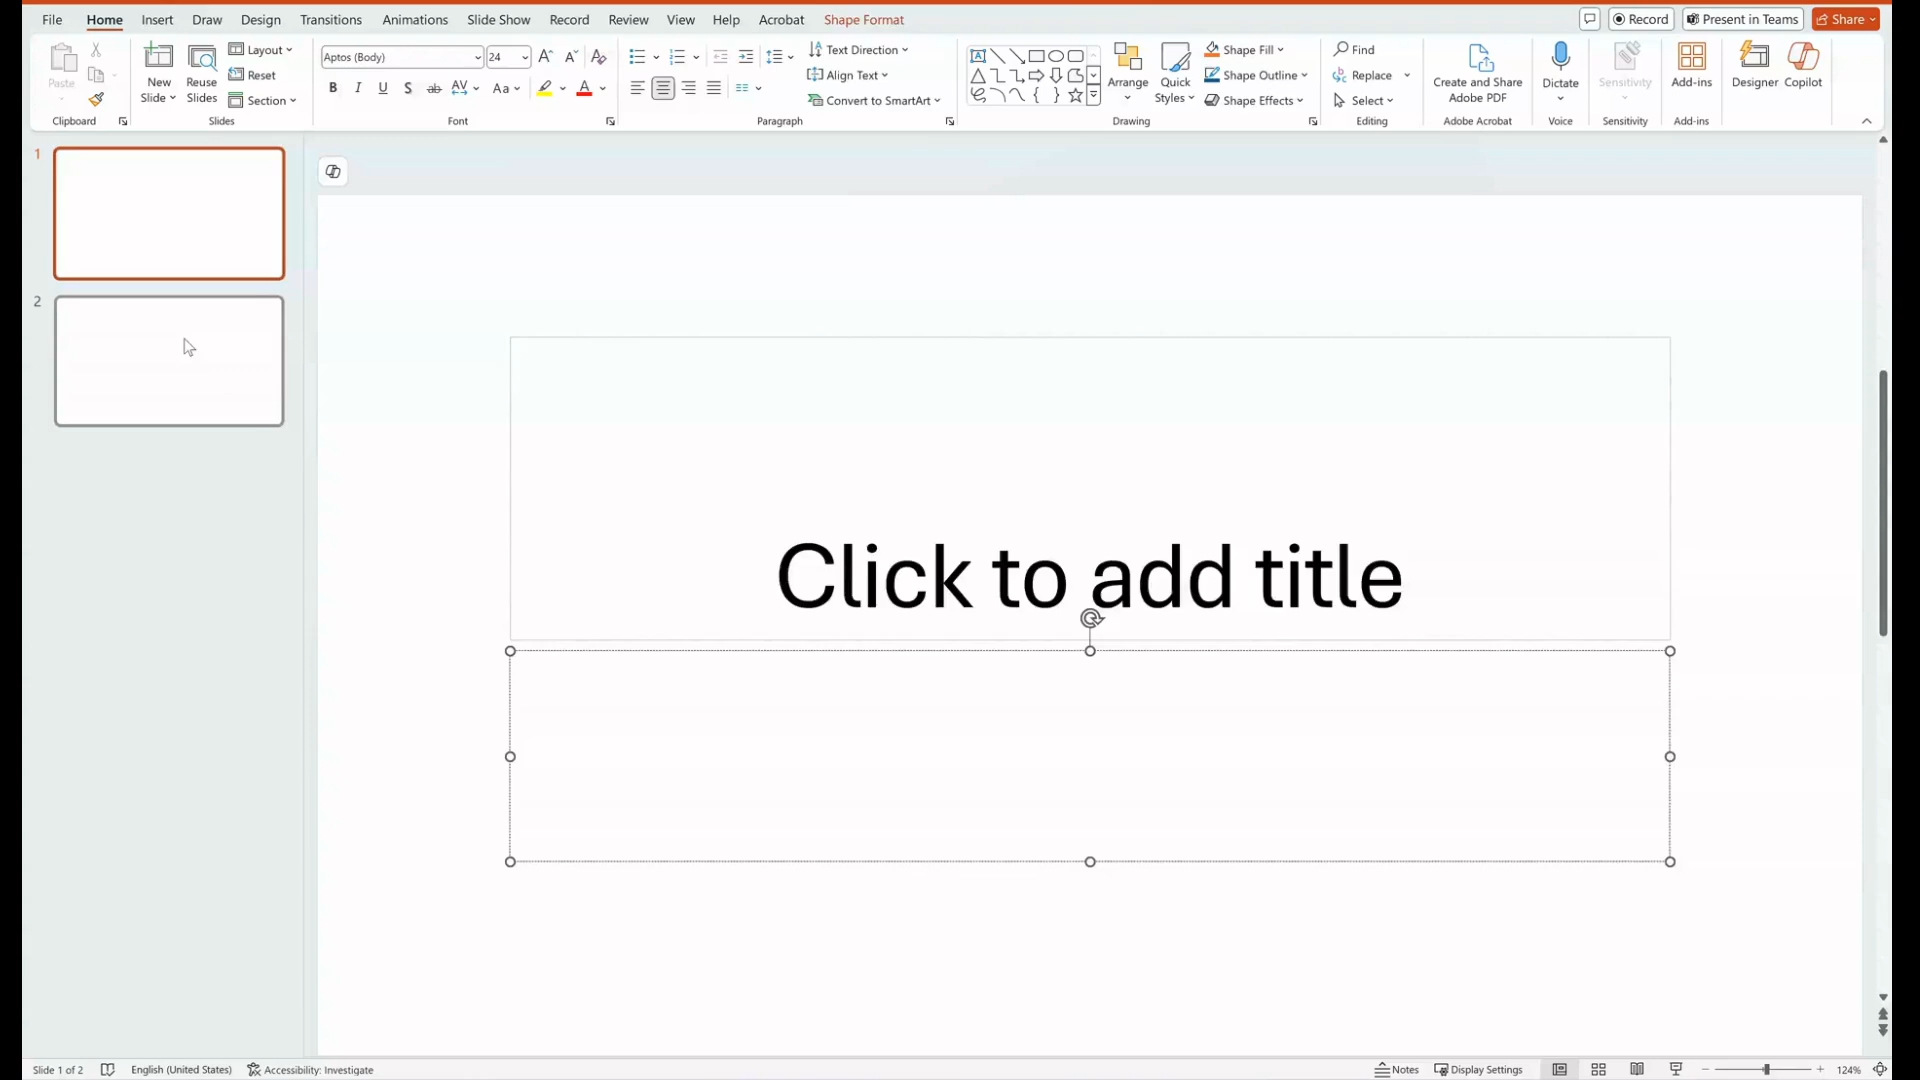 File Home Insert Draw Design Transitions Animations Slide Show Record Review View Help Acrobat Shape Format Record Present in Teams Share
Paste
New Slide
Reuse Slides
Layout
Reset
Section
Aptos (Body) 24
B I U S ab AV Aa A
Text Direction
Align Text
Convert to SmartArt
Arrange
Quick Styles
Shape Fill
Shape Outline
Shape Effects
Find
Replace
Select
Create and Share Adobe PDF
Dictate
Sensitivity
Add-ins
Designer
Copilot
Clipboard Slides Font Paragraph Drawing Editing Adobe Acrobat Voice Sensitivity Add-ins
1
2
Click to add title
Slide 1 of 2 English (United States) Accessibility: Investigate Notes Display Settings 124%